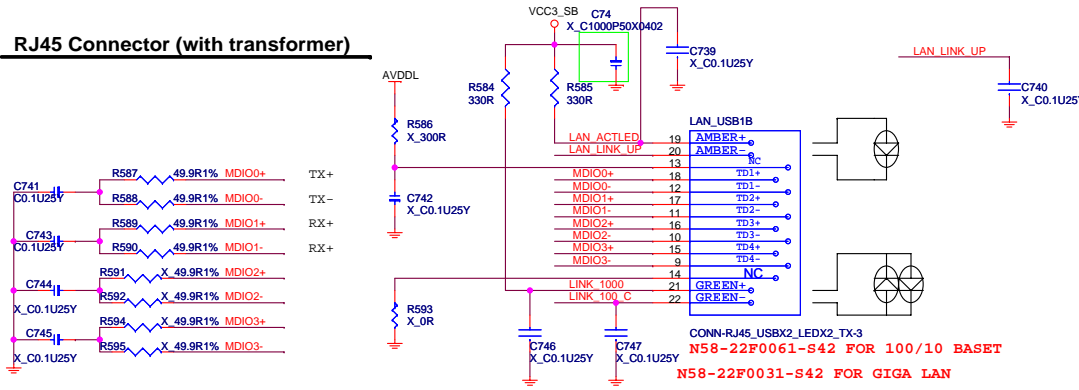 RJ45 Connector (with transformer)
VCC3_SB
C74
X_C1000P50X0402
C739
X_C0.1U25Y
LAN_LINK_UP
C740
X_C0.1U25Y
AVDDL
R584
330R
R585
330R
R586
X_300R
LAN_USB1B
LAN_ACTLED 19 AMBER+
LAN_LINK_UP 20 AMBER-
13 NC
MDIO0+ 18 TD1+
MDIO0- 12 TD1-
MDIO1+ 17 TD2+
MDIO1- 11 TD2-
MDIO2+ 16 TD3+
MDIO2- 10 TD3-
MDIO3+ 15 TD4+
MDIO3- 9 TD4-
14 NC
LINK_1000 21 GREEN+
LINK_100_C 22 GREEN-
C741
C0.1U25Y
R587 49.9R1% MDIO0+ TX+
R588 49.9R1% MDIO0- TX-
C742
X_C0.1U25Y
R589 49.9R1% MDIO1+ RX+
C743
C0.1U25Y
R590 49.9R1% MDIO1- RX+
R591 X_49.9R1% MDIO2+
C744
X_C0.1U25Y
R592 X_49.9R1% MDIO2-
R593
X_0R
R594 X_49.9R1% MDIO3+
C745
X_C0.1U25Y
R595 X_49.9R1% MDIO3-
C746
X_C0.1U25Y
C747
X_C0.1U25Y
CONN-RJ45_USBX2_LEDX2_TX-3
N58-22F0061-S42 FOR 100/10 BASET
N58-22F0031-S42 FOR GIGA LAN